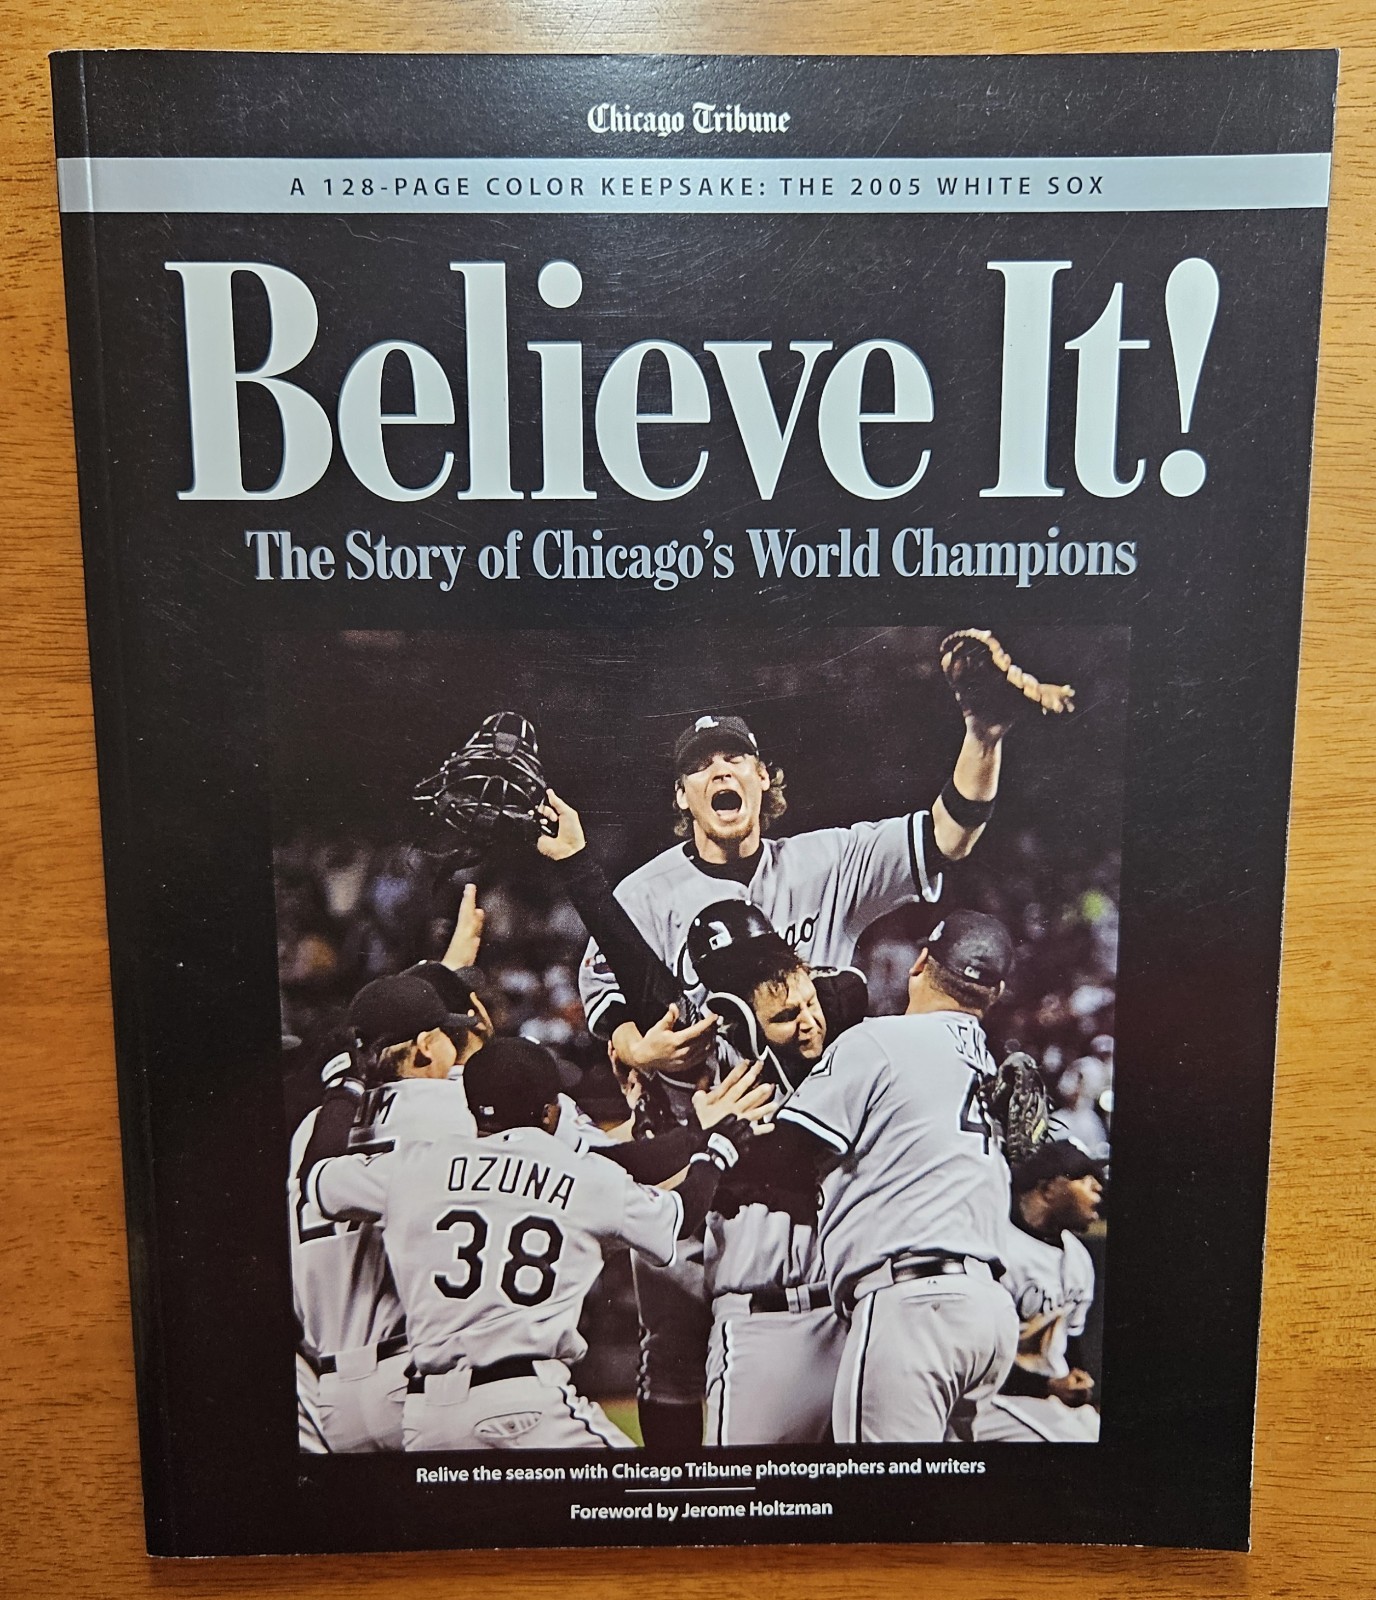 Chicago Tribune
A 128-PAGE COLOR KEEPSAKE: THE 2005 WHITE SOX
Believe It!
The Story of Chicago's World Champions
OZUNA
38
Relive the season with Chicago Tribune photographers and writers
Foreword by Jerome Holtzman